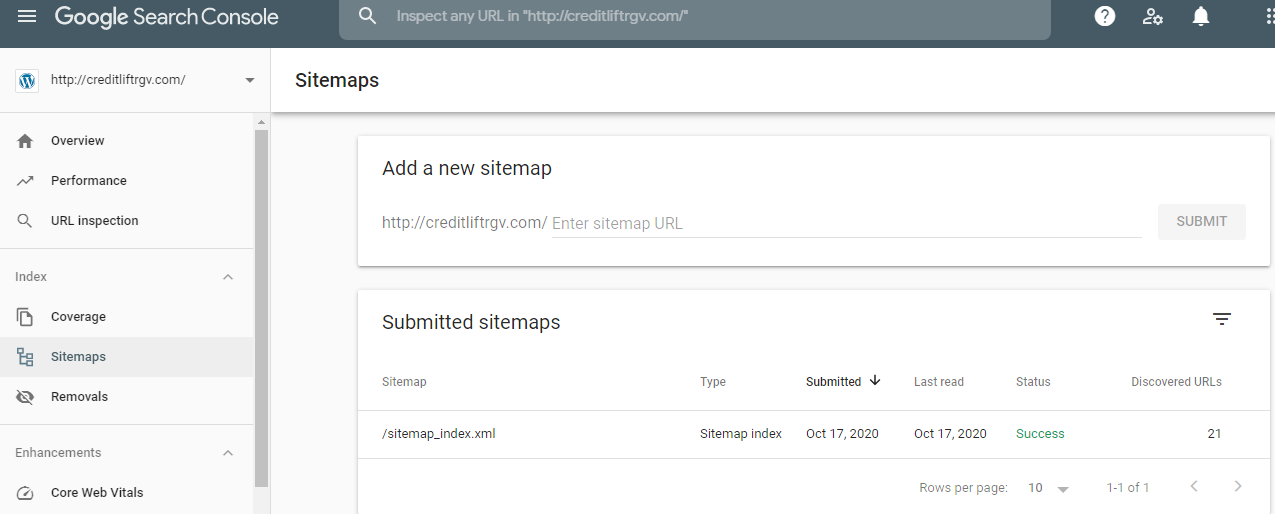 Google Search Console
Inspect any URL in "http://creditliftrgv.com/"
http://creditliftrgv.com/
Sitemaps
Overview
Performance
URL inspection
Index
Coverage
Sitemaps
Removals
Enhancements
Core Web Vitals
Add a new sitemap
http://creditliftrgv.com/ Enter sitemap URL SUBMIT
Submitted sitemaps
Sitemap Type Submitted Last read Status Discovered URLs
/sitemap_index.xml Sitemap index Oct 17, 2020 Oct 17, 2020 Success 21
Rows per page: 10 1-1 of 1